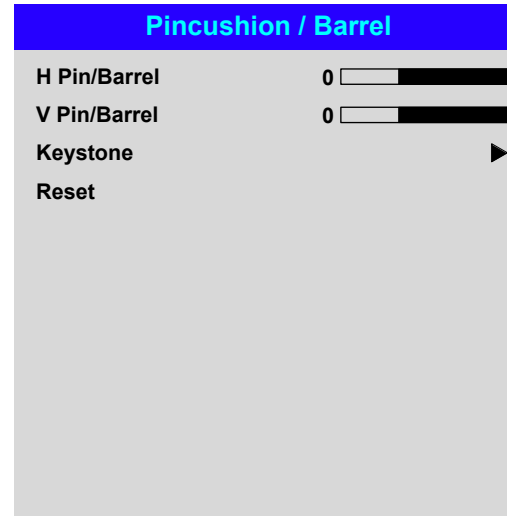 Pincushion / Barrel
H Pin/Barrel 0
V Pin/Barrel 0
Keystone
Reset